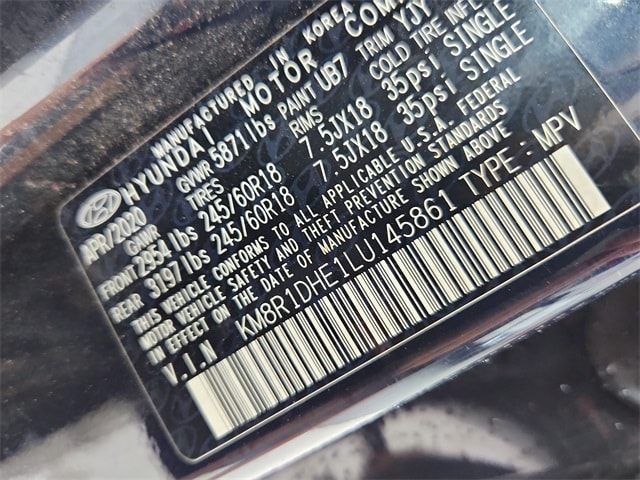 MANUFACTURED IN KOREA
HYUNDAI MOTOR COM
APR/2020 GVWR 5871lbs PAINT UB7 TRIM YJY
GAWR TIRES RIMS COLD TIRE INFL
FRONT 2954lbs 245/60R18 7.5JX18 35psi SINGLE
REAR 3197lbs 245/60R18 7.5JX18 35psi SINGLE
THIS VEHICLE CONFORMS TO ALL APPLICABLE U.S.A. FEDERAL
MOTOR VEHICLE SAFETY AND THEFT PREVENTION STANDARDS
IN EFFECT ON THE DATE OF MANUFACTURE SHOWN ABOVE.
V.I.N KM8R1DHE1LU145861 TYPE : MPV